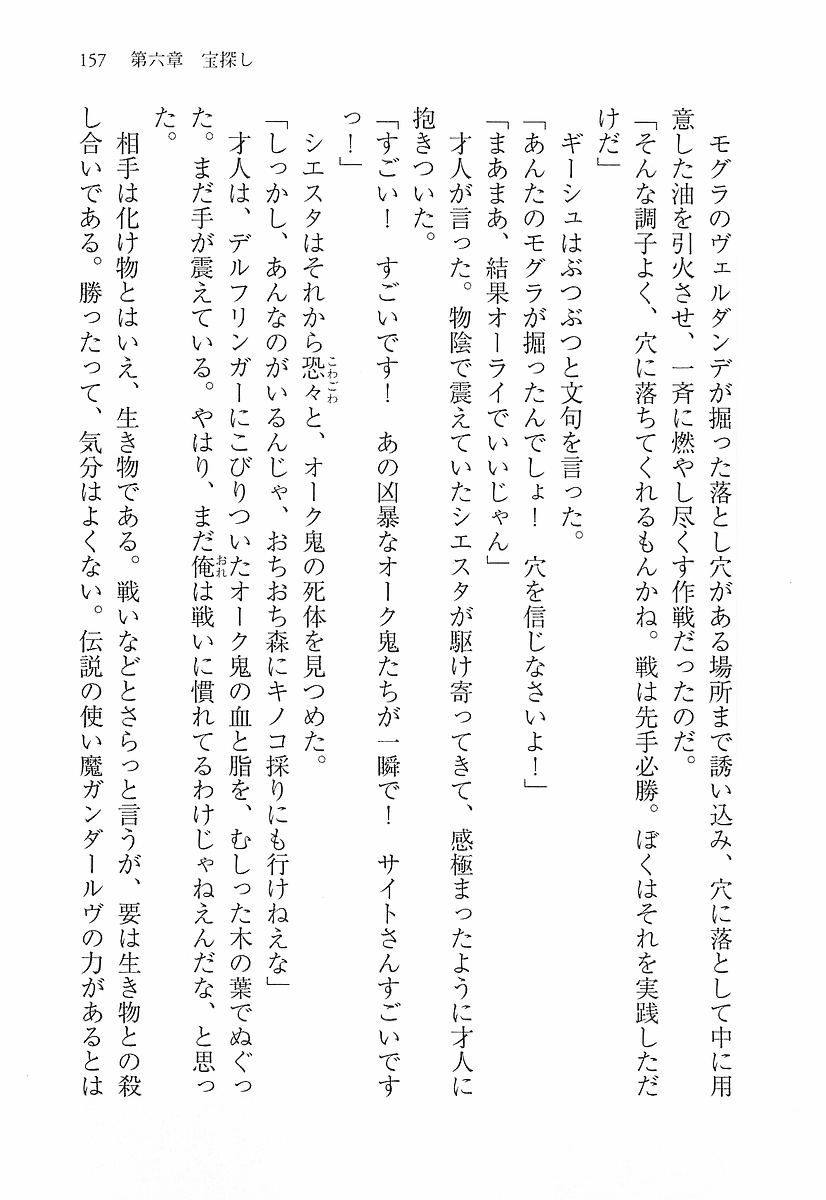 157　第六章　宝探し
　モグラのヴェルダンデが掘った落とし穴がある場所まで誘い込み、穴に落として中に用
意した油を引火させ、一斉に燃やし尽くす作戦だったのだ。
「そんな調子よく、穴に落ちてくれるもんかね。戦は先手必勝。ぼくはそれを実践しただ
けだ」
　ギーシュはぶつぶつと文句を言った。
「あんたのモグラが掘ったんでしょ！　穴を信じなさいよ！」
「まあまあ、結果オーライでいいじゃん」
　才人が言った。物陰で震えていたシエスタが駆け寄ってきて、感極まったように才人に
抱きついた。
「すごい！　すごいです！　あの凶暴なオーク鬼たちが一瞬で！　サイトさんすごいです
っ！」
　シエスタはそれから恐々と、オーク鬼の死体を見つめた。
こわごわ
「しっかし、あんなのがいるんじゃ、おちおち森にキノコ採りにも行けねえな」
　才人は、デルフリンガーにこびりついたオーク鬼の血と脂を、むしった木の葉でぬぐっ
た。まだ手が震えている。やはり、まだ俺は戦いに慣れてるわけじゃねえんだな、と思っ
おれ
た。
　相手は化け物とはいえ、生き物である。戦いなどとさらっと言うが、要は生き物との殺
し合いである。勝ったって、気分はよくない。伝説の使い魔ガンダールヴの力があるとは